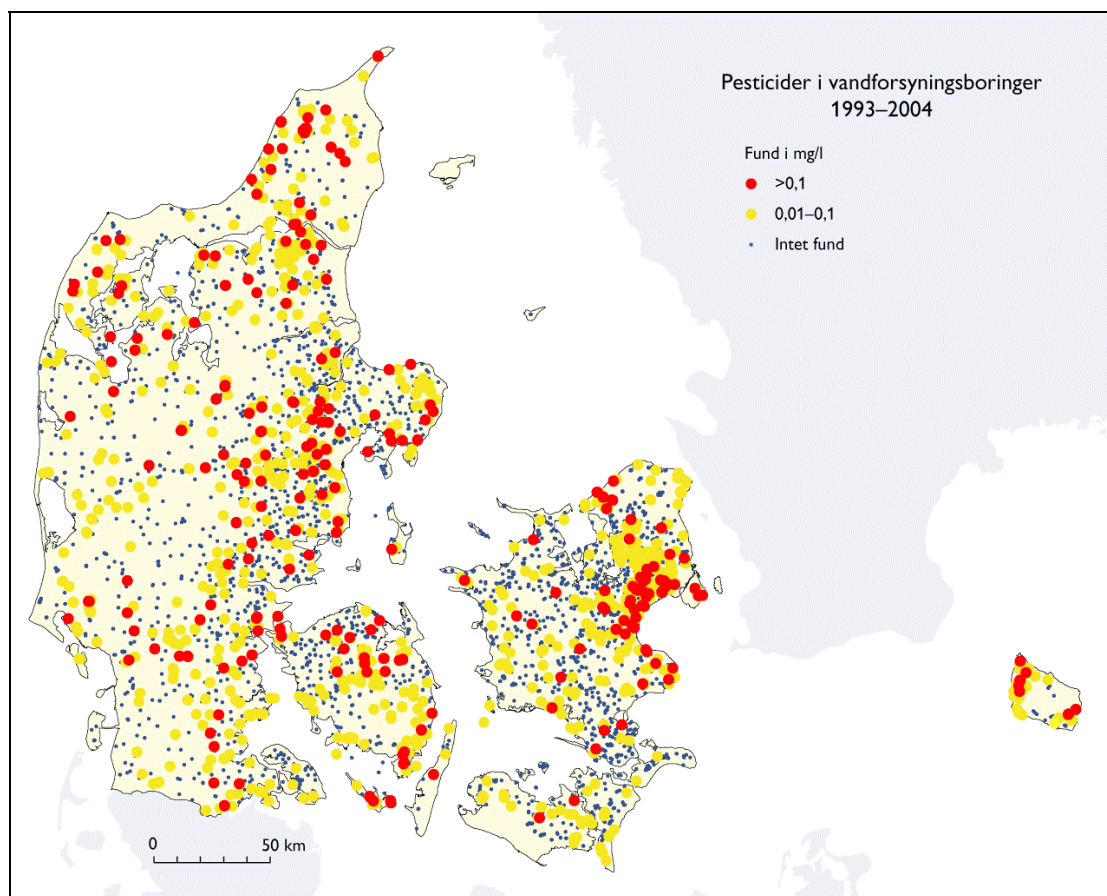 Pesticider i vandforsyningsboringer
1993–2004
Fund i mg/l
>0,1
0,01–0,1
Intet fund
0 50 km